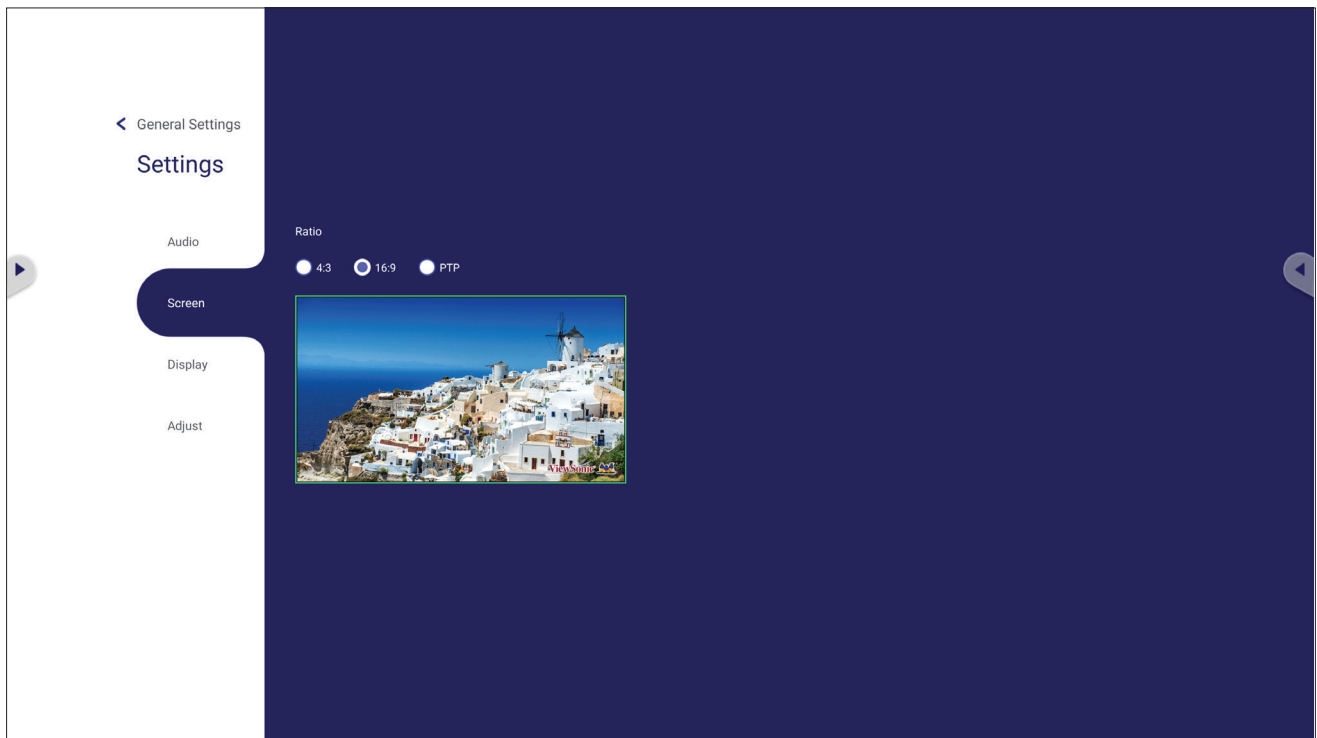 General Settings
Settings
Audio
Screen
Display
Adjust
Ratio
4:3 16:9 PTP
ViewSonic